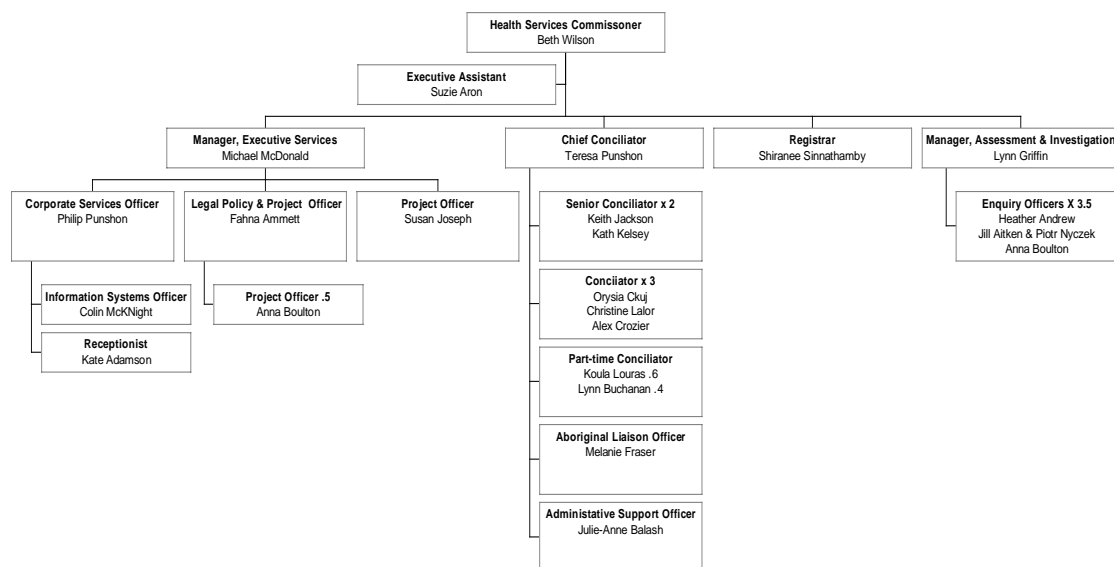 Health Services Commissoner
Beth Wilson
Executive Assistant
Suzie Aron
Manager, Executive Services
Michael McDonald
Chief Conciliator
Teresa Punshon
Registrar
Shiranee Sinnathamby
Manager, Assessment & Investigation
Lynn Griffin
Corporate Services Officer
Philip Punshon
Legal Policy & Project Officer
Fahna Ammett
Project Officer
Susan Joseph
Senior Conciliator x 2
Keith Jackson
Kath Kelsey
Enquiry Officers X 3.5
Heather Andrew
Jill Aitken & Piotr Nyczek
Anna Boulton
Information Systems Officer
Colin McKNight
Project Officer .5
Anna Boulton
Conciiator x 3
Orysia Ckuj
Christine Lalor
Alex Crozier
Receptionist
Kate Adamson
Part-time Conciliator
Koula Louras .6
Lynn Buchanan .4
Aboriginal Liaison Officer
Melanie Fraser
Administative Support Officer
Julie-Anne Balash